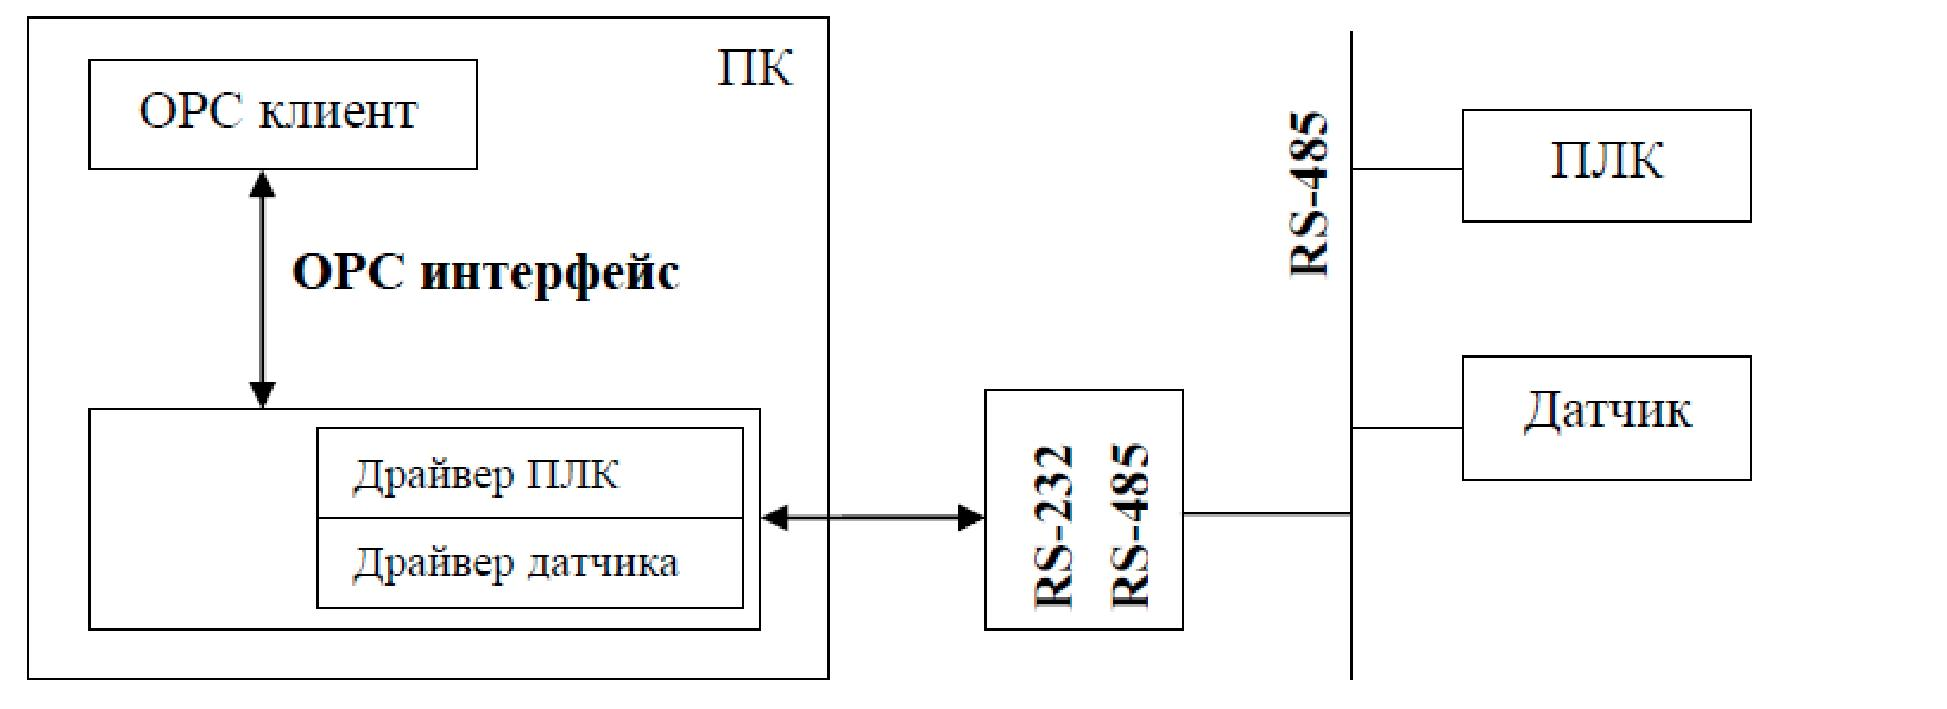 ПК
OPC клиент
OPC интерфейс
Драйвер ПЛК
Драйвер датчика
RS-232
RS-485
RS-485
ПЛК
Датчик